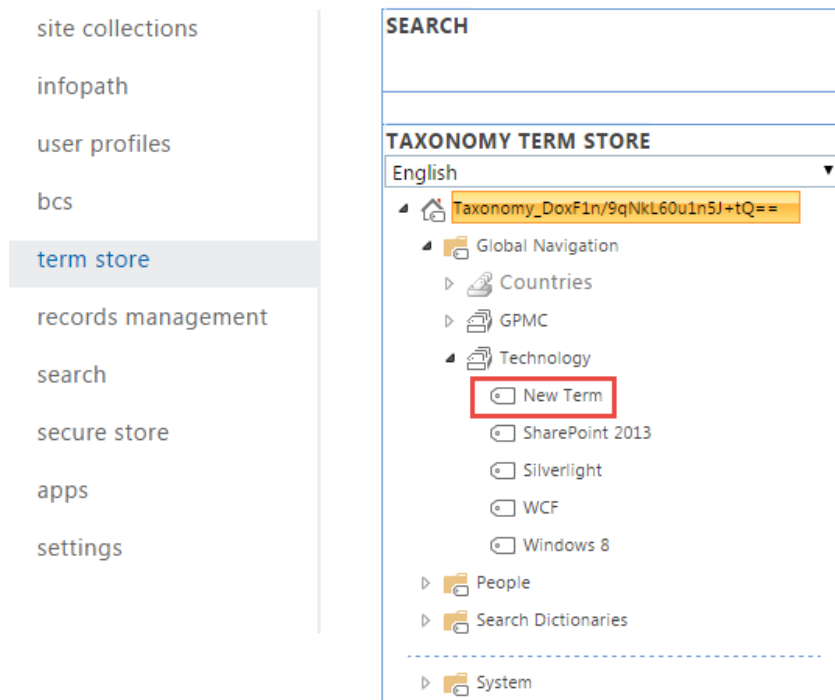 site collections
infopath
user profiles
bcs
term store
records management
search
secure store
apps
settings
SEARCH
TAXONOMY TERM STORE
English
Taxonomy_DoxF1n/9qNkL60u1n5J+tQ==
Global Navigation
Countries
GPMC
Technology
New Term
SharePoint 2013
Silverlight
WCF
Windows 8
People
Search Dictionaries
System